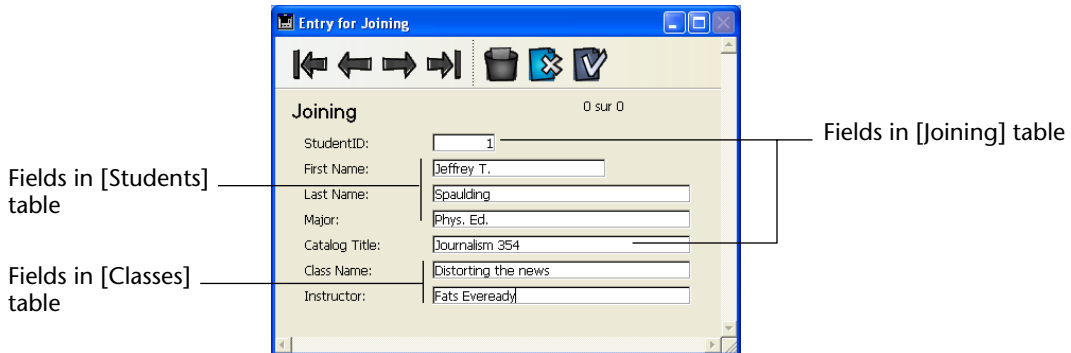 Entry for Joining
Joining
0 sur 0
StudentID: 1
First Name: Jeffrey T.
Last Name: Spaulding
Major: Phys. Ed.
Catalog Title: Journalism 354
Class Name: Distorting the news
Instructor: Fats Eveready
Fields in [Joining] table
Fields in [Students]
table
Fields in [Classes]
table